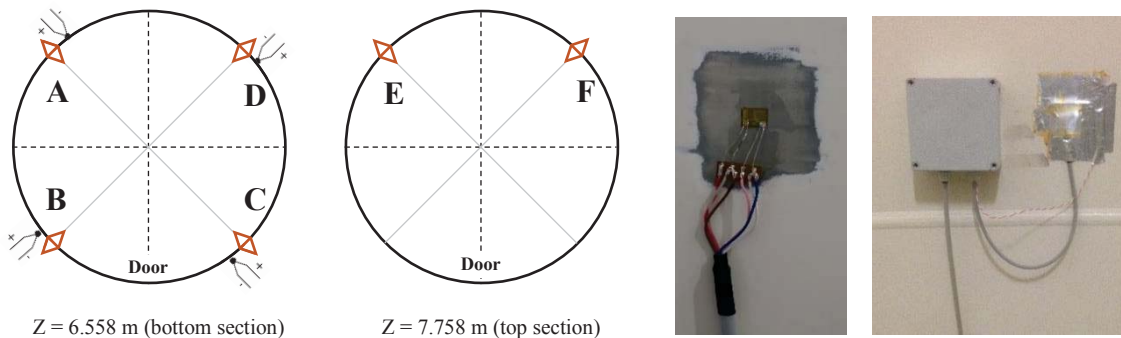 A
D
B
C
Door
Z = 6.558 m (bottom section)
E
F
Door
Z = 7.758 m (top section)